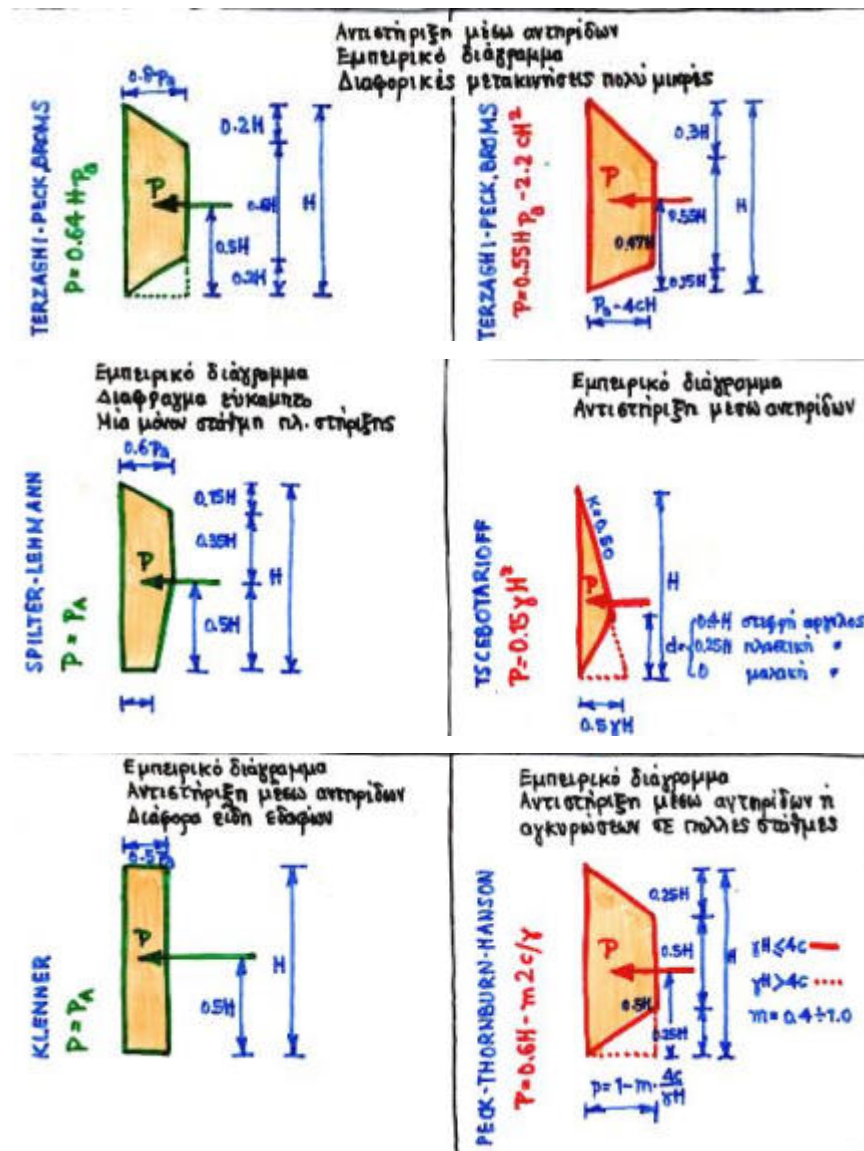 Αντιστήριξη μέσω αντηρίδων
Εμπειρικό διάγραμμα
Διαφορικές μετακινήσεις πολύ μικρές
TERZAGHI-PECK, BROMS
P=0.64 H·Pa
0.8·Pa
P
0.2H
0.6H
0.2H
0.5H
H
TERZAGHI-PECK, BROMS
P=0.55HPa-2.2cH²
P
0.3H
0.55H
0.15H
0.47H
H
Pa-4cH
Εμπειρικό διάγραμμα
Διάφραγμα εύκαμπτο
Μία μόνον στάθμη πλ. στήριξης
SPILTER-LEHMANN
P=PA
0.6PA
P
0.15H
0.35H
0.5H
H
Εμπειρικό διάγραμμα
Αντιστήριξη μέσω αντηρίδων
TSCEBOTARIOFF
P=0.15γH²
K=0.50
P
H
0.4H στιφρή άργιλος
0.25H πλαστική "
0 μαλακή "
0.5γH
Εμπειρικό διάγραμμα
Αντιστήριξη μέσω αντηρίδων
Διάφορα είδη εδαφών
KLENNER
P=PA
P
0.5H
H
Εμπειρικό διάγραμμα
Αντιστήριξη μέσω αντηρίδων ή
αγκυρώσεων σε πολλές στάθμες
PECK-THORNBURN-HANSON
P=0.6H-m2c/γ
P
0.25H
0.5H
0.25H
0.5H
H
γH≤4c
γH>4c
m=0.4÷1.0
p=1-m·4c/γH